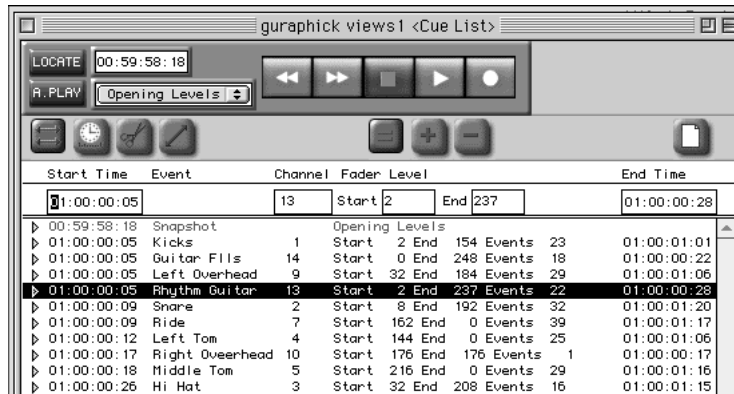 guraphick views1 <Cue List>
LOCATE 00:59:58:18
A.PLAY Opening Levels
Start Time Event Channel Fader Level End Time
01:00:00:05 13 Start 2 End 237 01:00:00:28
00:59:58:18 Snapshot Opening Levels
01:00:00:05 Kicks 1 Start 2 End 154 Events 23 01:00:01:01
01:00:00:05 Guitar Flls 14 Start 0 End 248 Events 18 01:00:00:22
01:00:00:05 Left Overhead 9 Start 32 End 184 Events 29 01:00:01:06
01:00:00:05 Rhythm Guitar 13 Start 2 End 237 Events 22 01:00:00:28
01:00:00:09 Snare 2 Start 8 End 192 Events 32 01:00:01:20
01:00:00:09 Ride 7 Start 162 End 0 Events 39 01:00:01:17
01:00:00:12 Left Tom 4 Start 144 End 0 Events 25 01:00:01:06
01:00:00:17 Right Oveerhead 10 Start 176 End 176 Events 1 01:00:00:17
01:00:00:18 Middle Tom 5 Start 216 End 0 Events 29 01:00:01:16
01:00:00:26 Hi Hat 3 Start 32 End 208 Events 16 01:00:01:15